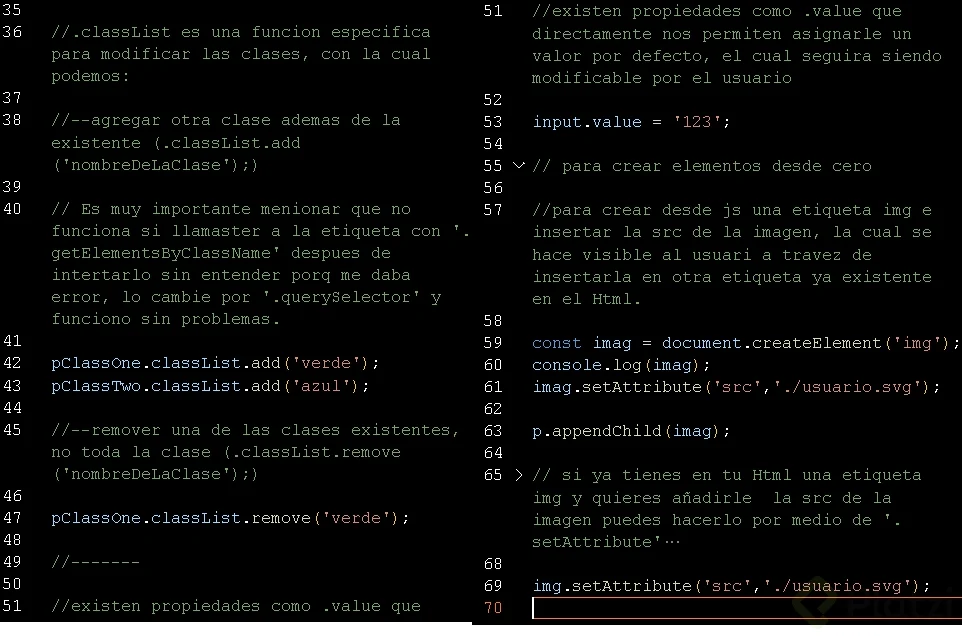 35
36 //.classList es una funcion especifica
para modificar las clases, con la cual
podemos:
37
38 //--agregar otra clase ademas de la
existente (.classList.add
('nombreDeLaClase');)
39
40 // Es muy importante menionar que no
funciona si llamaster a la etiqueta con '.
getElementsByClassName' despues de
intertarlo sin entender porq me daba
error, lo cambie por '.querySelector' y
funciono sin problemas.
41
42 pClassOne.classList.add('verde');
43 pClassTwo.classList.add('azul');
44
45 //--remover una de las clases existentes,
no toda la clase (.classList.remove
('nombreDeLaClase');)
46
47 pClassOne.classList.remove('verde');
48
49 //-------
50
51 //existen propiedades como .value que
51 //existen propiedades como .value que
directamente nos permiten asignarle un
valor por defecto, el cual seguira siendo
modificable por el usuario
52
53 input.value = '123';
54
55 // para crear elementos desde cero
56
57 //para crear desde js una etiqueta img e
insertar la src de la imagen, la cual se
hace visible al usuari a travez de
insertarla en otra etiqueta ya existente
en el Html.
58
59 const imag = document.createElement('img');
60 console.log(imag);
61 imag.setAttribute('src','./usuario.svg');
62
63 p.appendChild(imag);
64
65 // si ya tienes en tu Html una etiqueta
img y quieres añadirle  la src de la
imagen puedes hacerlo por medio de '.
setAttribute'…
68
69 img.setAttribute('src','./usuario.svg');
70